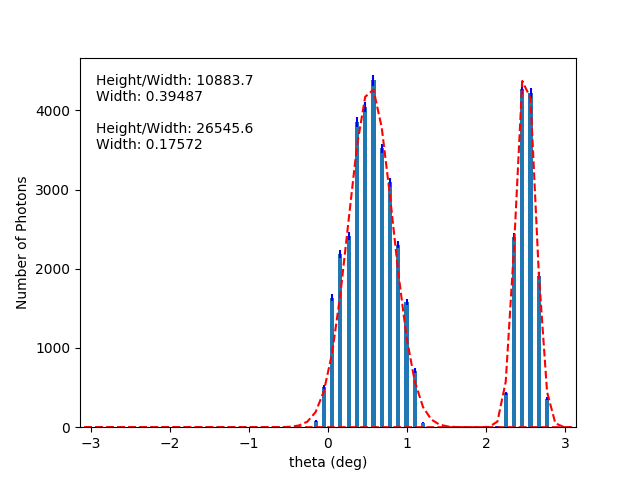 Height/Width: 10883.7
Width: 0.39487
Height/Width: 26545.6
Width: 0.17572
Number of Photons
4000
3000
2000
1000
0
−3 −2 −1 0 1 2 3
theta (deg)